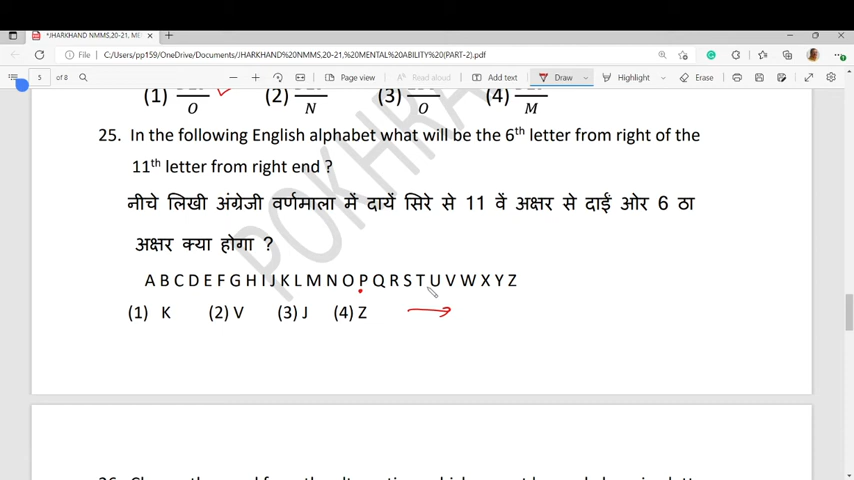 *JHARKHAND NMMS,20-21, MEN
File
C:/Users/pp159/OneDrive/Documents/JHARKHAND%20NMMS,20-21,%20MENTAL%20ABILITY%20(PART-2).pdf
5 of 8
Page view
Read aloud
Add text
Draw
Highlight
Erase
(1) O (2) N (3) O (4) M
25. In the following English alphabet what will be the 6th letter from right of the
11th letter from right end ?
नीचे लिखी अंग्रेजी वर्णमाला में दायें सिरे से 11 वें अक्षर से दाईं ओर 6 ठा
अक्षर क्या होगा ?
A B C D E F G H I J K L M N O P Q R S T U V W X Y Z
(1) K (2) V (3) J (4) Z
POKHRA